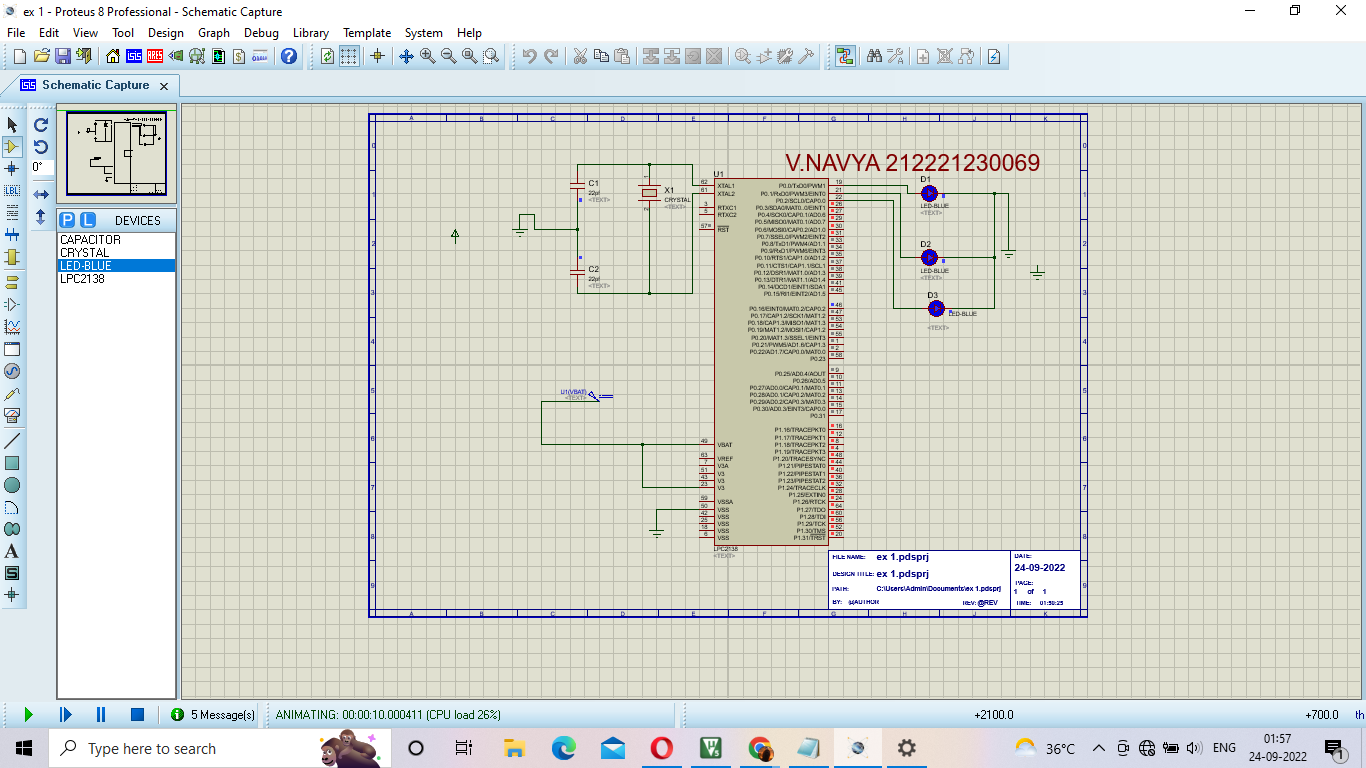 ex 1 - Proteus 8 Professional - Schematic Capture
File Edit View Tool Design Graph Debug Library Template System Help
Schematic Capture
0°
P L DEVICES
CAPACITOR
CRYSTAL
LED-BLUE
LPC2138
V.NAVYA 212221230069
C1
22pf
<TEXT>
X1
CRYSTAL
<TEXT>
C2
22pf
<TEXT>
U1(VBAT)
<TEXT>
U1
62 XTAL1
61 XTAL2
3 RTXC1
5 RTXC2
57 RST
49 VBAT
63 VREF
7 V3A
51 V3
43 V3
23 V3
59 VSSA
50 VSS
42 VSS
25 VSS
18 VSS
6 VSS
P0.0/TxD0/PWM1 19
P0.1/RxD0/PWM3/EINT0 21
P0.2/SCL0/CAP0.0 22
P0.3/SDA0/MAT0.0/EINT1 26
P0.4/SCK0/CAP0.1/AD0.6 27
P0.5/MISO0/MAT0.1/AD0.7 29
P0.6/MOSI0/CAP0.2/AD1.0 30
P0.7/SSEL0/PWM2/EINT2 31
P0.8/TxD1/PWM4/AD1.1 33
P0.9/RxD1/PWM6/EINT3 34
P0.10/RTS1/CAP1.0/AD1.2 35
P0.11/CTS1/CAP1.1/SCL1 37
P0.12/DSR1/MAT1.0/AD1.3 38
P0.13/DTR1/MAT1.1/AD1.4 39
P0.14/DCD1/EINT1/SDA1 41
P0.15/RI1/EINT2/AD1.5 45
P0.16/EINT0/MAT0.2/CAP0.2 46
P0.17/CAP1.2/SCK1/MAT1.2 47
P0.18/CAP1.3/MISO1/MAT1.3 53
P0.19/MAT1.2/MOSI1/CAP1.2 54
P0.20/MAT1.3/SSEL1/EINT3 55
P0.21/PWM5/AD1.6/CAP1.3 1
P0.22/AD1.7/CAP0.0/MAT0.0 2
P0.23 58
P0.25/AD0.4/AOUT 9
P0.26/AD0.5 10
P0.27/AD0.0/CAP0.1/MAT0.1 11
P0.28/AD0.1/CAP0.2/MAT0.2 13
P0.29/AD0.2/CAP0.3/MAT0.3 14
P0.30/AD0.3/EINT3/CAP0.0 15
P0.31 17
P1.16/TRACEPKT0 16
P1.17/TRACEPKT1 12
P1.18/TRACEPKT2 8
P1.19/TRACEPKT3 4
P1.20/TRACESYNC 48
P1.21/PIPESTAT0 44
P1.22/PIPESTAT1 40
P1.23/PIPESTAT2 36
P1.24/TRACECLK 32
P1.25/EXTIN0 28
P1.26/RTCK 24
P1.27/TDO 64
P1.28/TDI 60
P1.29/TCK 56
P1.30/TMS 52
P1.31/TRST 20
LPC2138
<TEXT>
D1
LED-BLUE
<TEXT>
D2
LED-BLUE
<TEXT>
D3
LED-BLUE
<TEXT>
FILE NAME: ex 1.pdsprj
DESIGN TITLE: ex 1.pdsprj
PATH: C:\Users\Admin\Documents\ex 1.pdsprj
BY: @AUTHOR REV: @REV
DATE:
24-09-2022
PAGE:
1 of 1
TIME: 01:59:25
5 Message(s)
ANIMATING: 00:00:10.000411 (CPU load 26%)
+2100.0
+700.0
th
Type here to search
36°C
ENG
01:57
24-09-2022
1